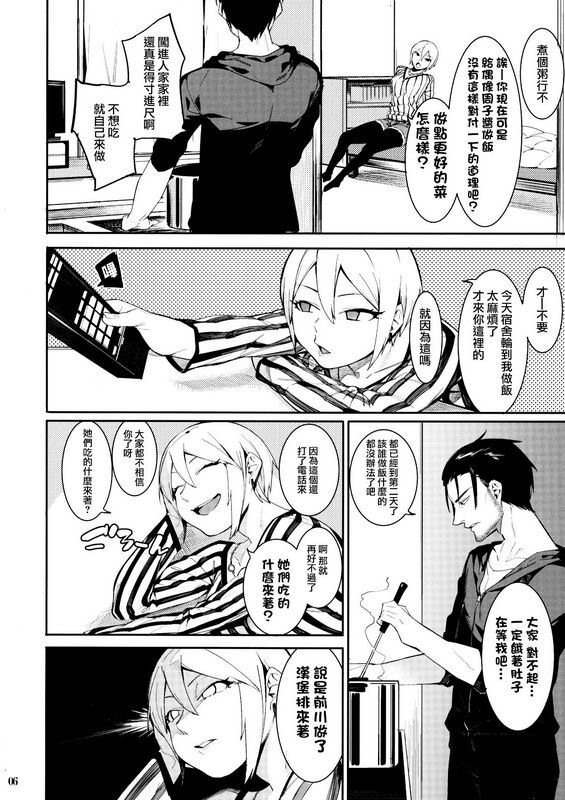 煮個粥行不
誒—你現在可是
給偶像周子醬做飯
沒有這樣對付一下的道理吧？
做點更好的菜
怎麼樣？
闖進人家家裡
還真是得寸進尺啊
不想吃
就自己來做
才—不要
今天宿舍輪到我做飯
太麻煩了
才來你這裡的
就因為這嗎
都已經到第二天了
該誰做飯什麼的
都沒辦法了吧
大家 對不起…
一定餓著肚子
在等我吧…
因為這個還
打了電話來
大家都不相信
你了呀
她們吃的什麼來著？
啊 那就
再好不過了
她們吃的
什麼來著？
說是前川做了
漢堡排來著
06